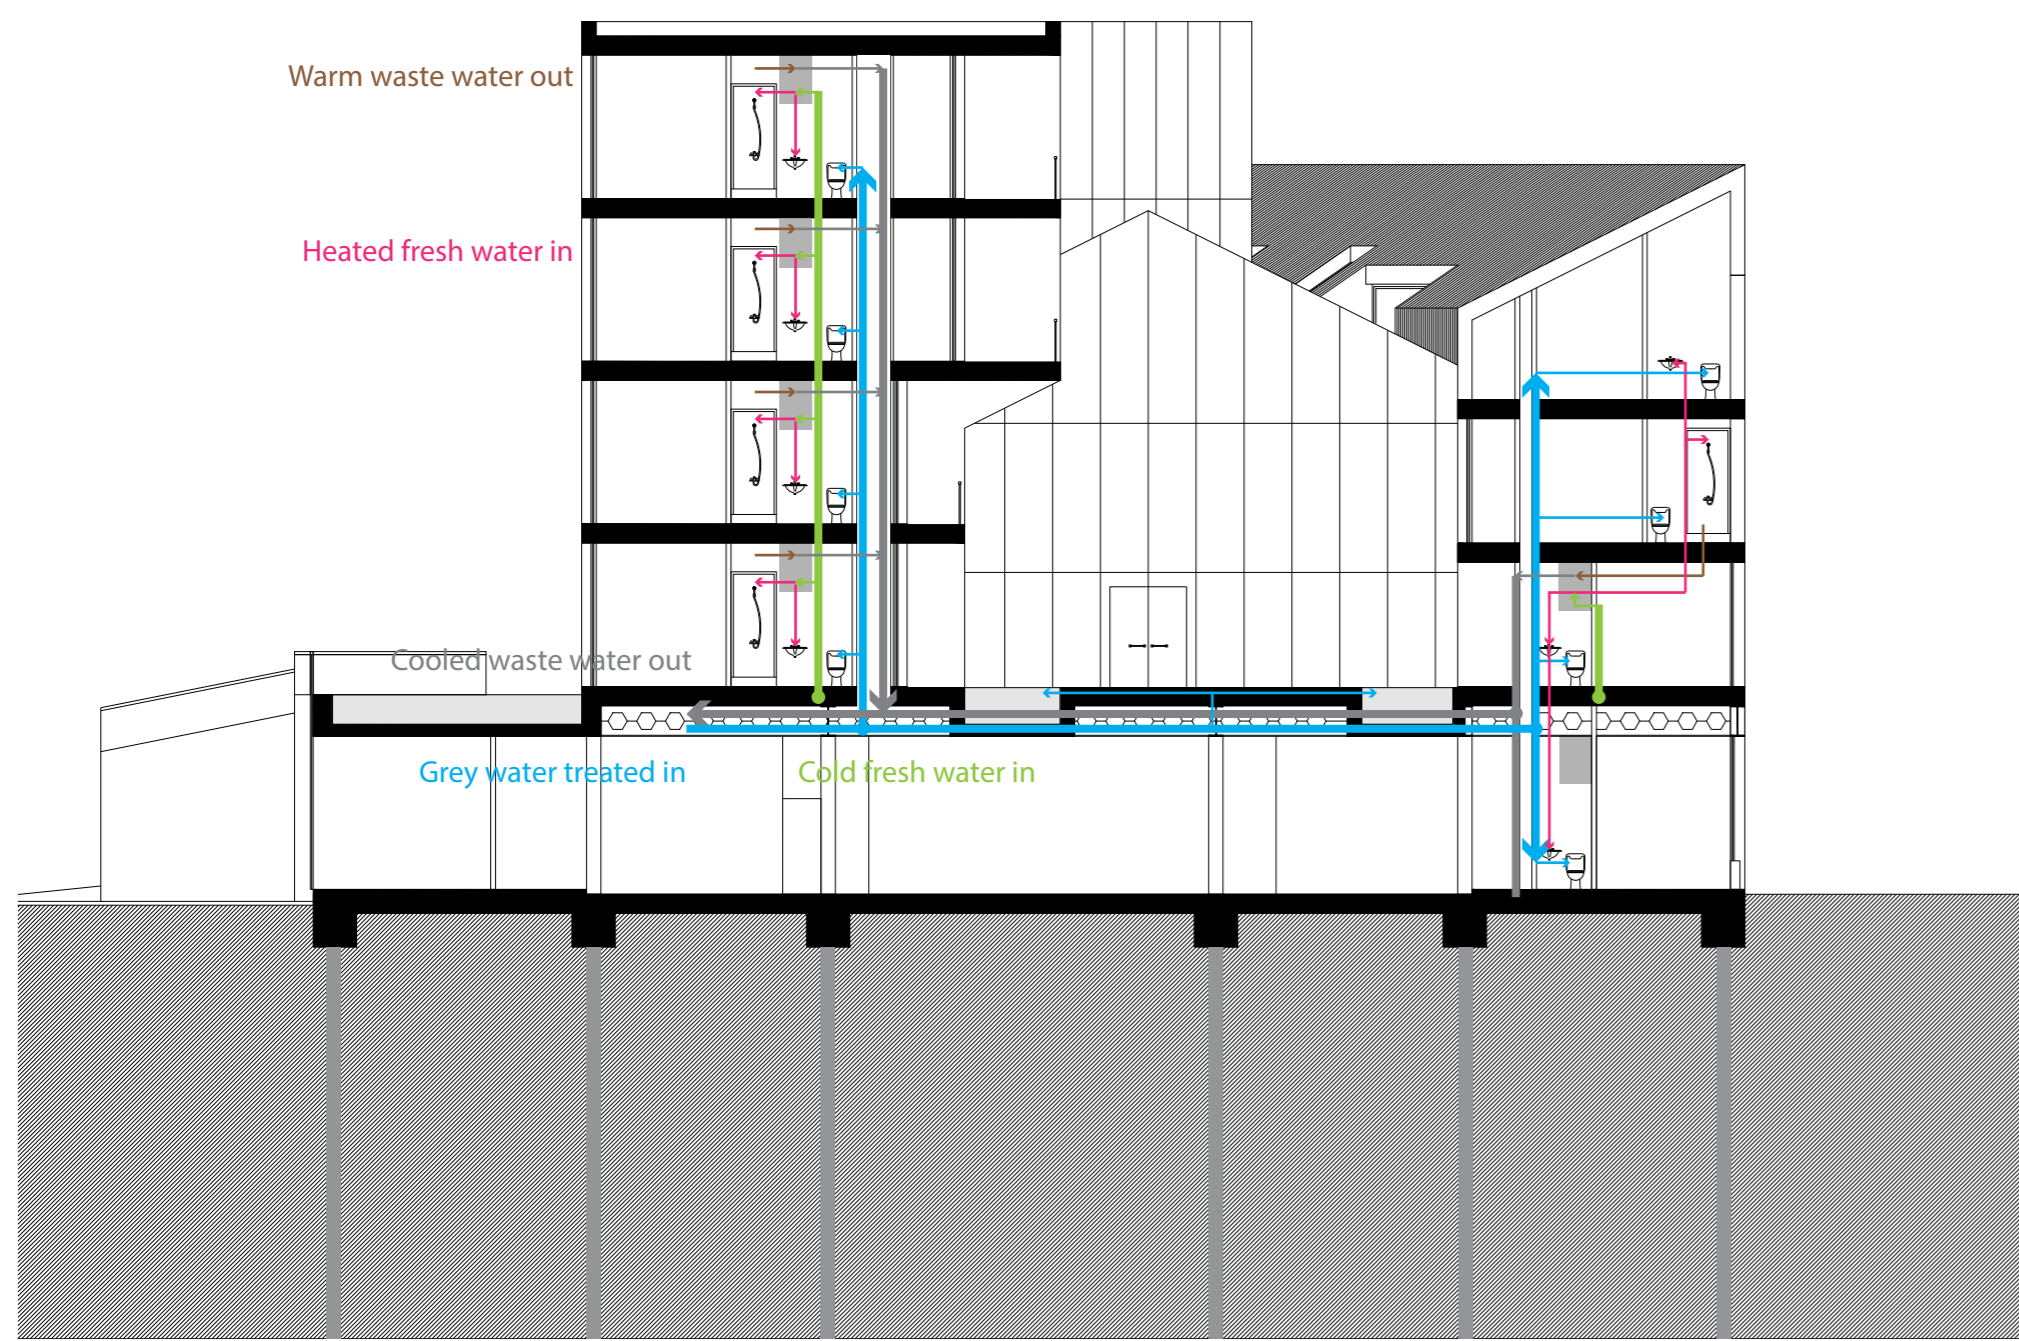 Warm waste water out
Heated fresh water in
Cooled waste water out
Grey water treated in
Cold fresh water in